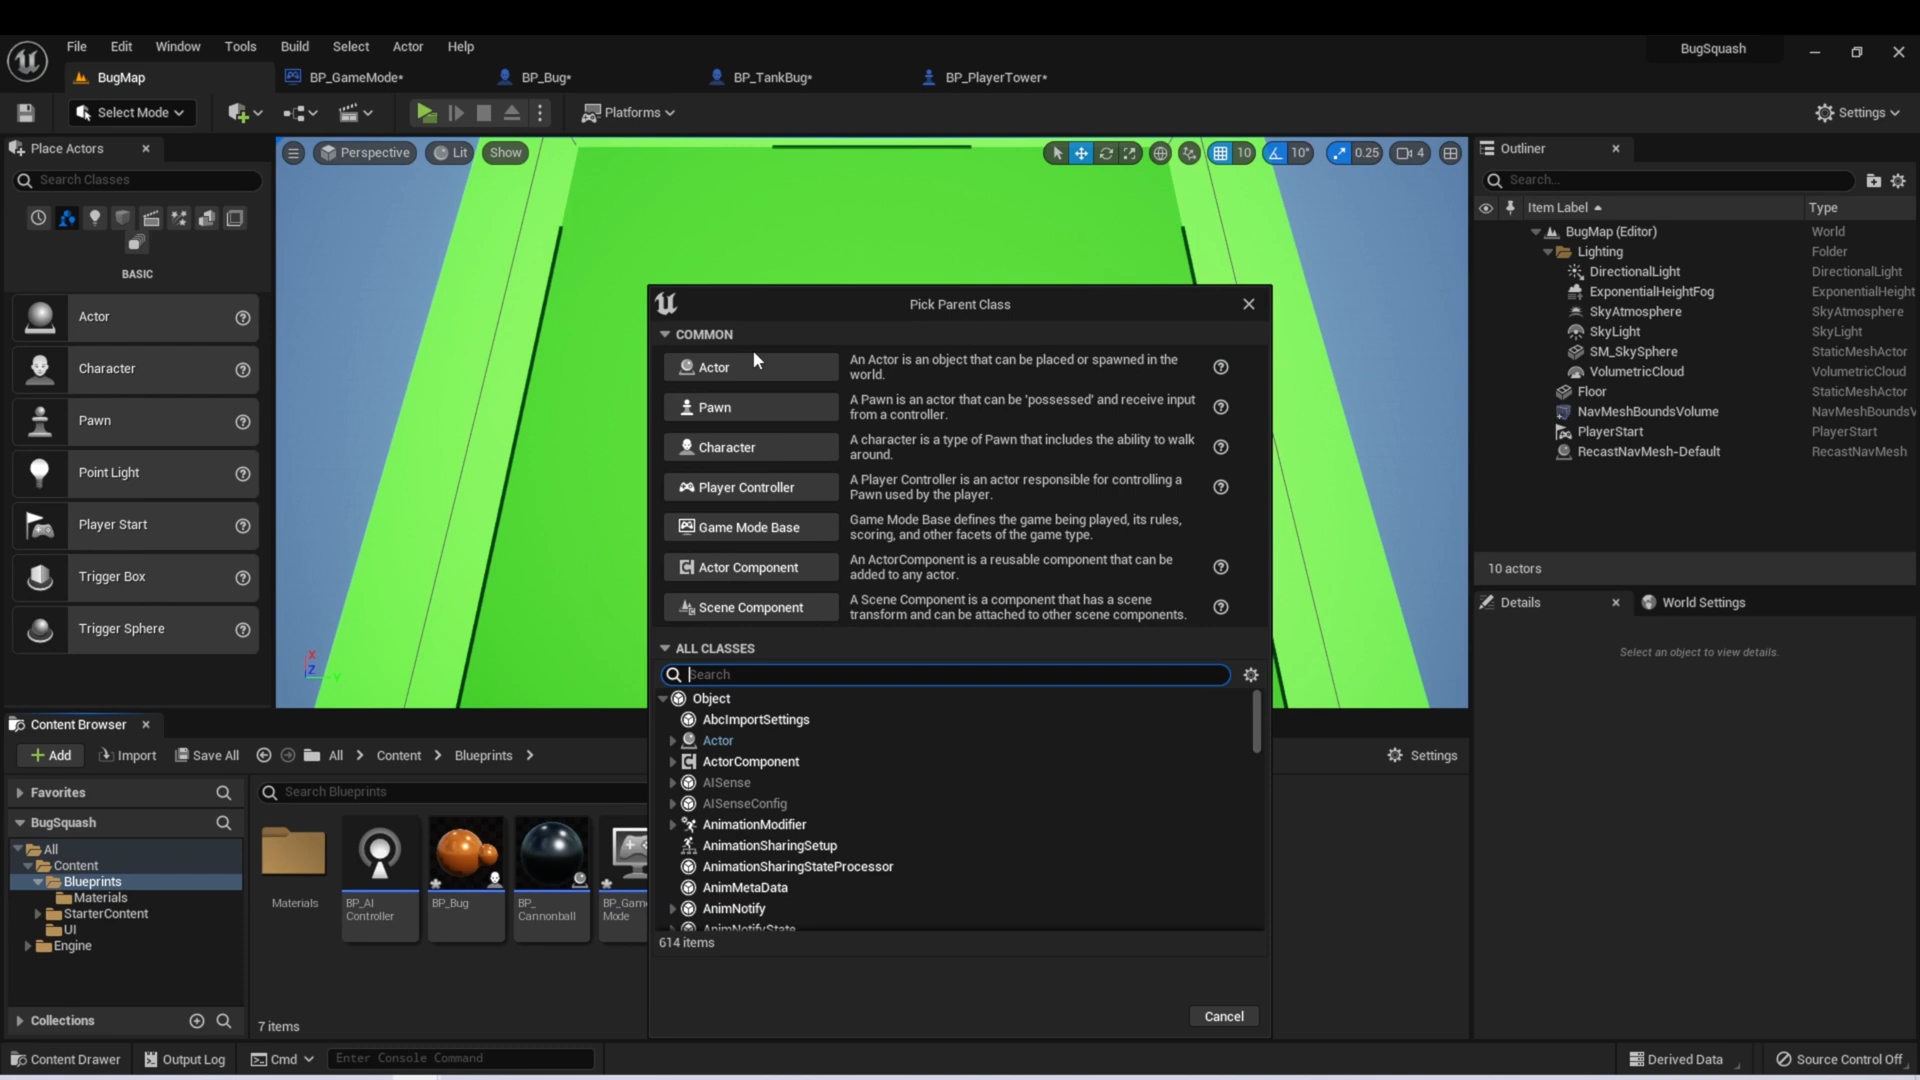 File Edit Window Tools Build Select Actor Help
BugSquash
BugMap
BP_GameMode*
BP_Bug*
BP_TankBug*
BP_PlayerTower*
Select Mode
Platforms
Settings
Place Actors
Search Classes
BASIC
Actor
Character
Pawn
Point Light
Player Start
Trigger Box
Trigger Sphere
Perspective
Lit
Show
10
10°
0.25
4
X
Z
Y
Pick Parent Class
COMMON
Actor
An Actor is an object that can be placed or spawned in the
world.
Pawn
A Pawn is an actor that can be 'possessed' and receive input
from a controller.
Character
A character is a type of Pawn that includes the ability to walk
around.
Player Controller
A Player Controller is an actor responsible for controlling a
Pawn used by the player.
Game Mode Base
Game Mode Base defines the game being played, its rules,
scoring, and other facets of the game type.
Actor Component
An ActorComponent is a reusable component that can be
added to any actor.
Scene Component
A Scene Component is a component that has a scene
transform and can be attached to other scene components.
ALL CLASSES
Search
Object
AbcImportSettings
Actor
ActorComponent
AISense
AISenseConfig
AnimationModifier
AnimationSharingSetup
AnimationSharingStateProcessor
AnimMetaData
AnimNotify
AnimNotifyState
614 items
Cancel
Outliner
Search...
Item Label
Type
BugMap (Editor) World
Lighting Folder
DirectionalLight DirectionalLight
ExponentialHeightFog ExponentialHeight
SkyAtmosphere SkyAtmosphere
SkyLight SkyLight
SM_SkySphere StaticMeshActor
VolumetricCloud VolumetricCloud
Floor StaticMeshActor
NavMeshBoundsVolume NavMeshBoundsV
PlayerStart PlayerStart
RecastNavMesh-Default RecastNavMesh
10 actors
Details
World Settings
Select an object to view details.
Content Browser
Add
Import
Save All
All
Content
Blueprints
Settings
Favorites
BugSquash
All
Content
Blueprints
Materials
StarterContent
UI
Engine
Collections
Search Blueprints
Materials
BP_AI
Controller
BP_Bug
BP_
Cannonball
BP_Gam
Mode
7 items
Content Drawer
Output Log
Cmd
Enter Console Command
Derived Data
Source Control Off